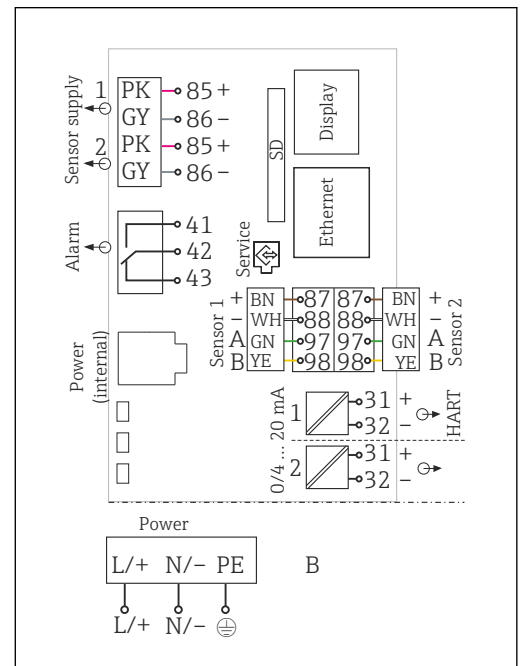 Sensor supply
1 PK 85 +
GY 86 -
2 PK 85 +
GY 86 -
Display
SD
Ethernet
Alarm
41
42
43
Service
Power
(internal)
Sensor 1
+ BN 87 87 BN +
- WH 88 88 WH -
A GN 97 97 GN A
B YE 98 98 YE B
Sensor 2
0/4 ... 20 mA
1 31 +
32 -
HART
2 31 +
32 -
Power
L/+ N/- PE
B
L/+ N/-